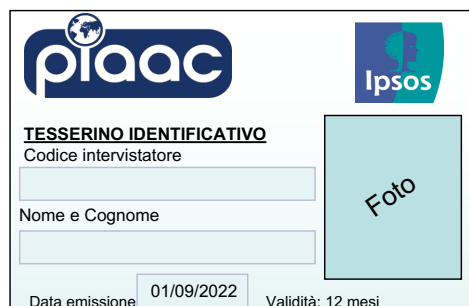 piaac
Ipsos
TESSERINO IDENTIFICATIVO
Codice intervistatore
Foto
Nome e Cognome
Data emissione 01/09/2022 Validità: 12 mesi